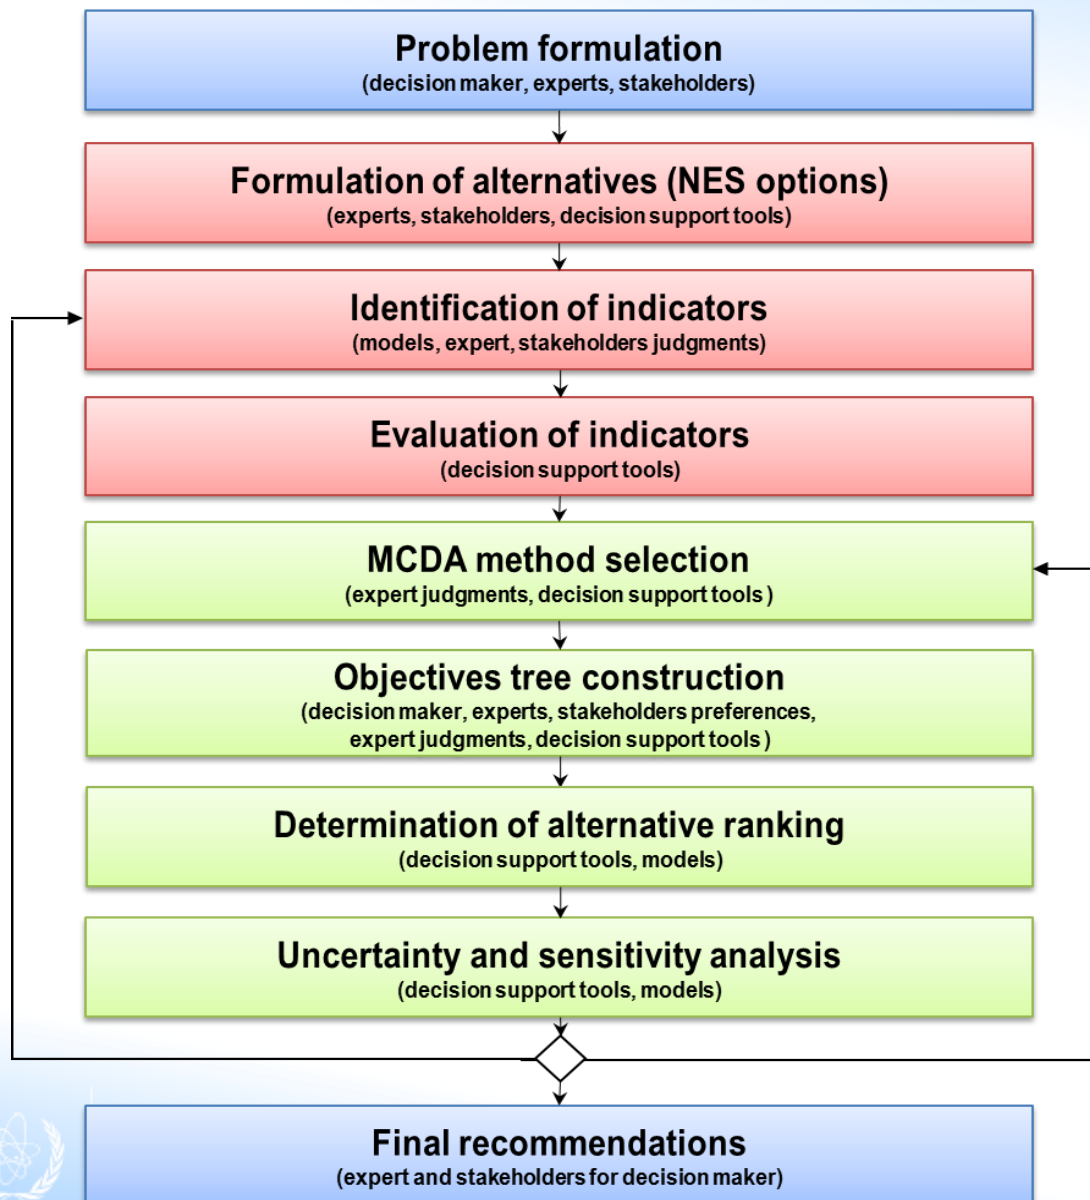 Problem formulation
(decision maker, experts, stakeholders)
Formulation of alternatives (NES options)
(experts, stakeholders, decision support tools)
Identification of indicators
(models, expert, stakeholders judgments)
Evaluation of indicators
(decision support tools)
MCDA method selection
(expert judgments, decision support tools )
Objectives tree construction
(decision maker, experts, stakeholders preferences,
expert judgments, decision support tools )
Determination of alternative ranking
(decision support tools, models)
Uncertainty and sensitivity analysis
(decision support tools, models)
Final recommendations
(expert and stakeholders for decision maker)